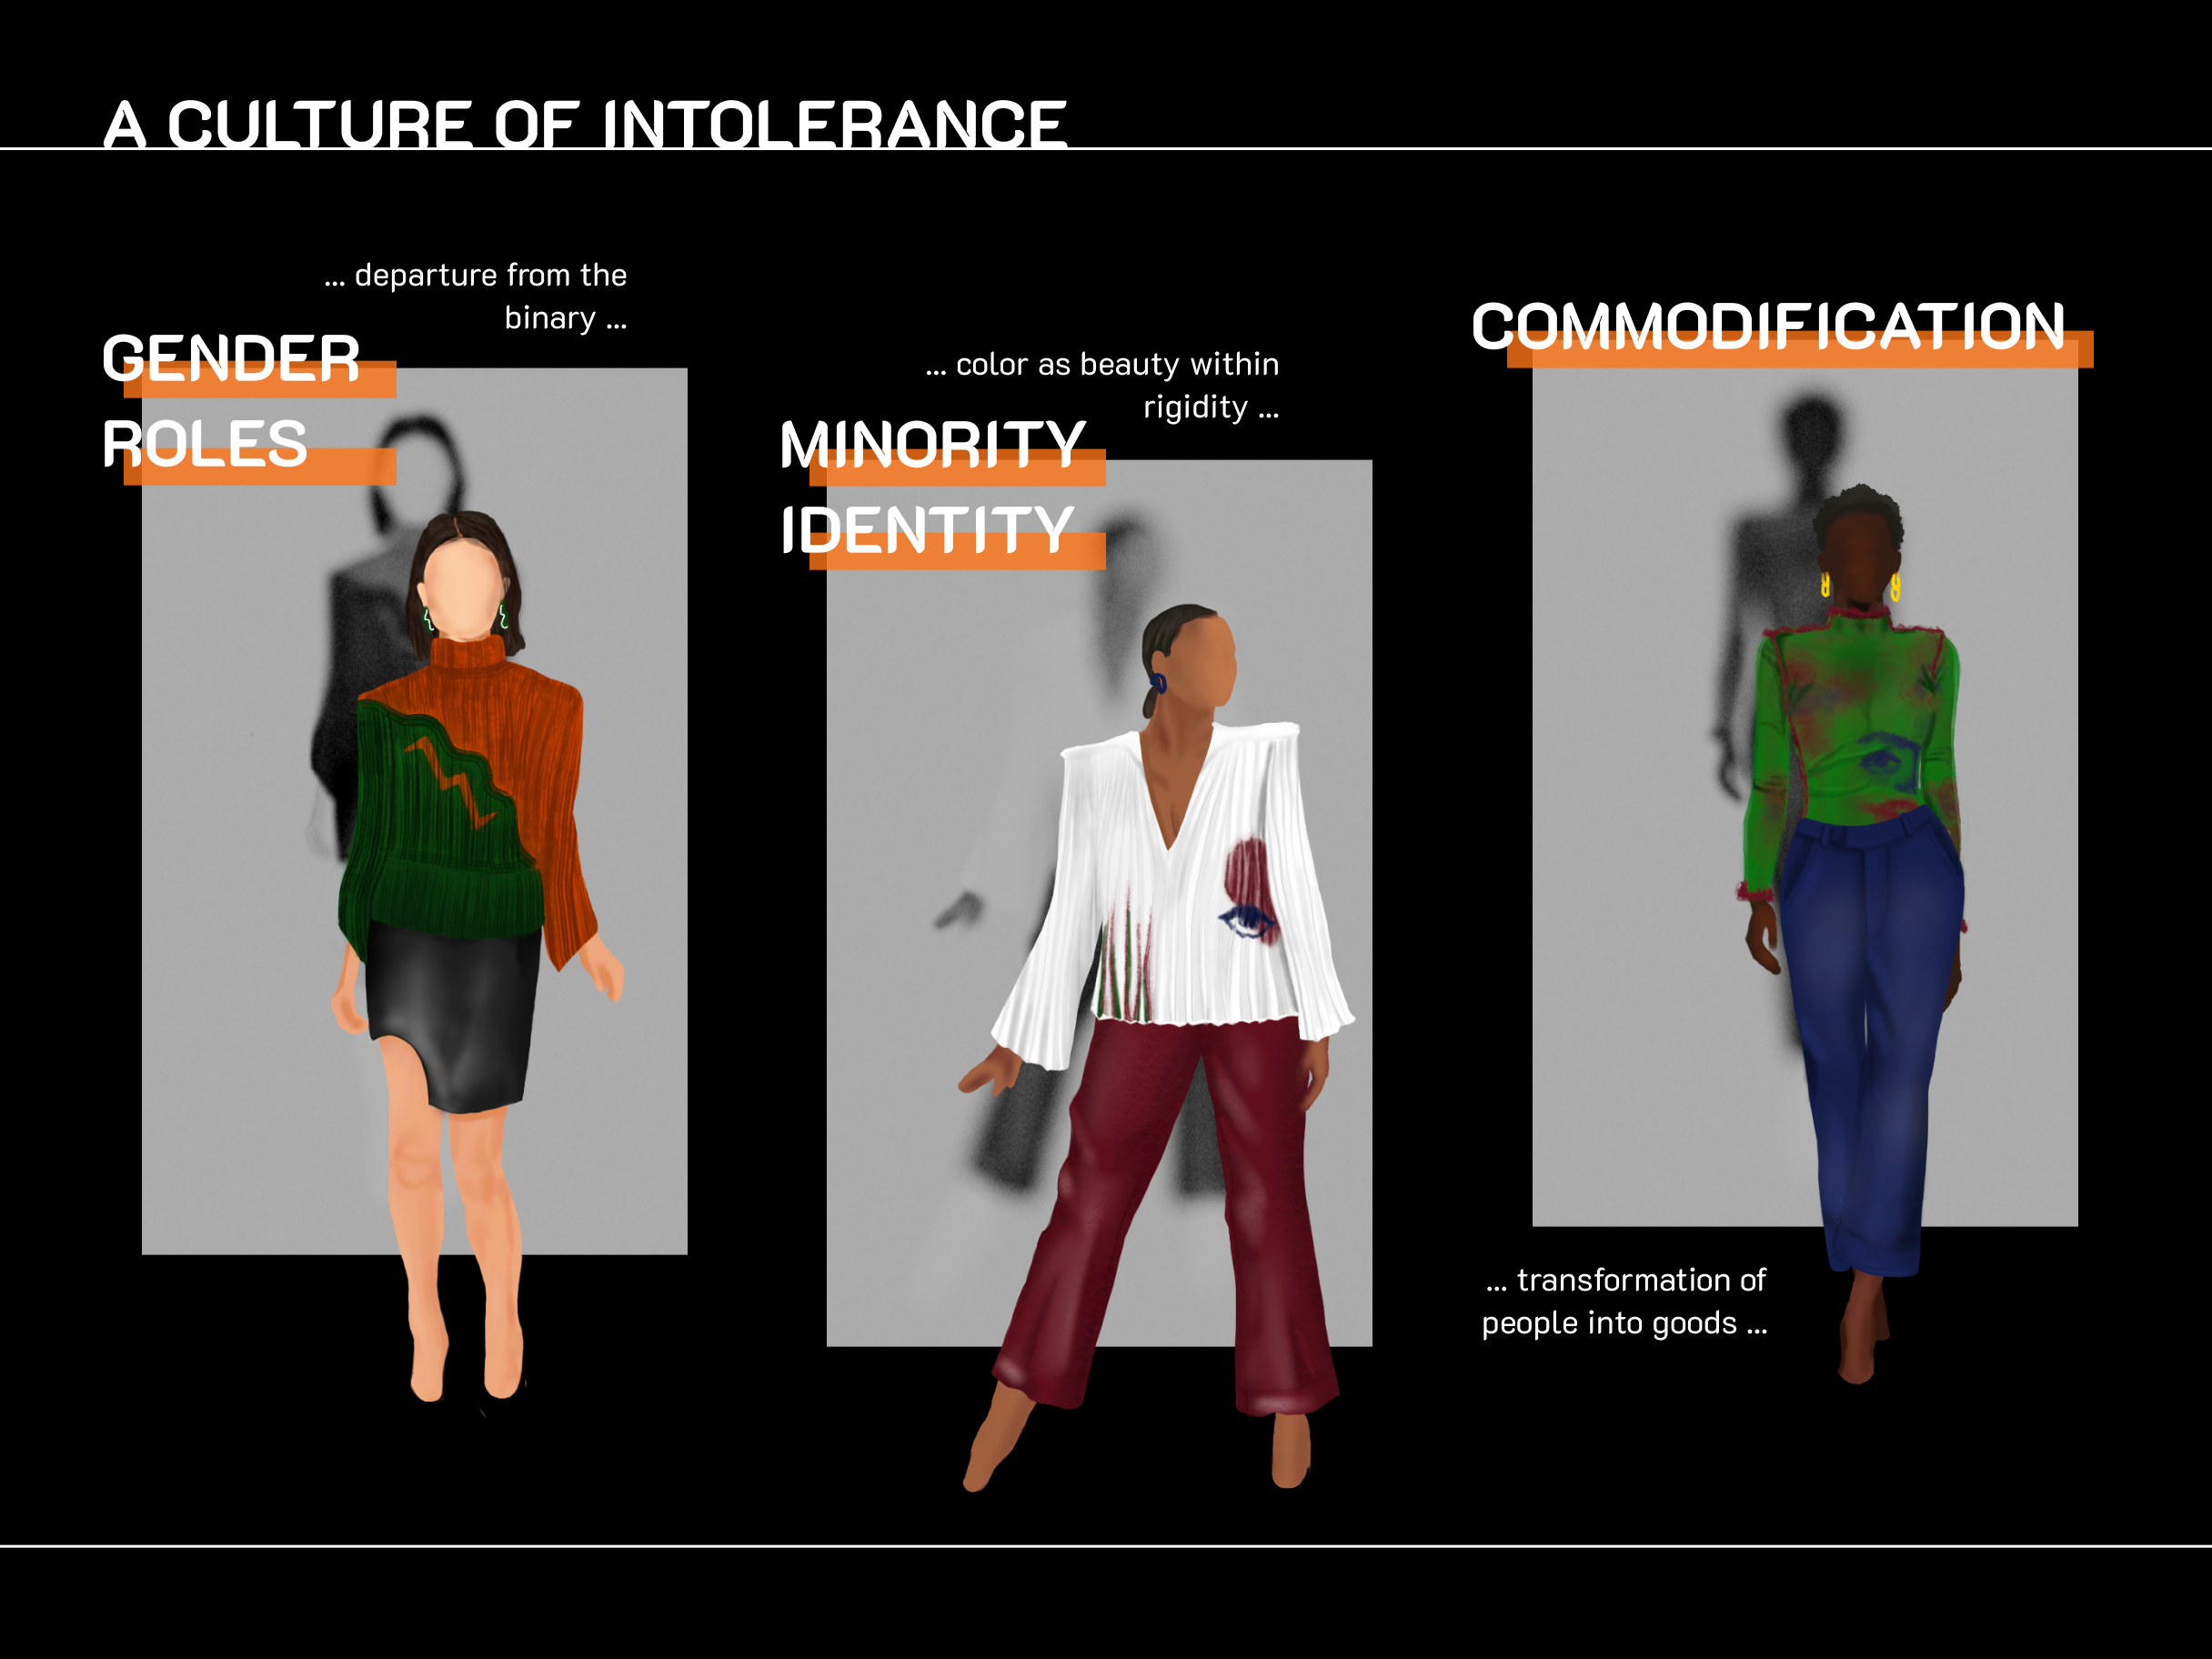 A CULTURE OF INTOLERANCE
... departure from the
binary ...
GENDER
ROLES
... color as beauty within
rigidity ...
MINORITY
IDENTITY
COMMODIFICATION
... transformation of
people into goods ...